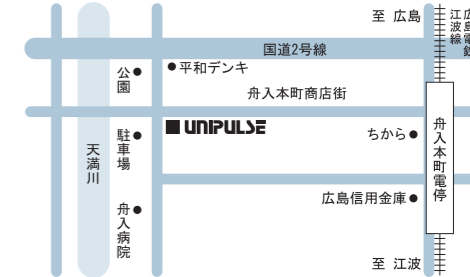 至 広島
広島電鉄
江波線
国道2号線
平和デンキ
公園
舟入本町商店街
UNIPULSE
ちから
舟入本町電停
駐車場
天満川
広島信用金庫
舟入病院
至 江波